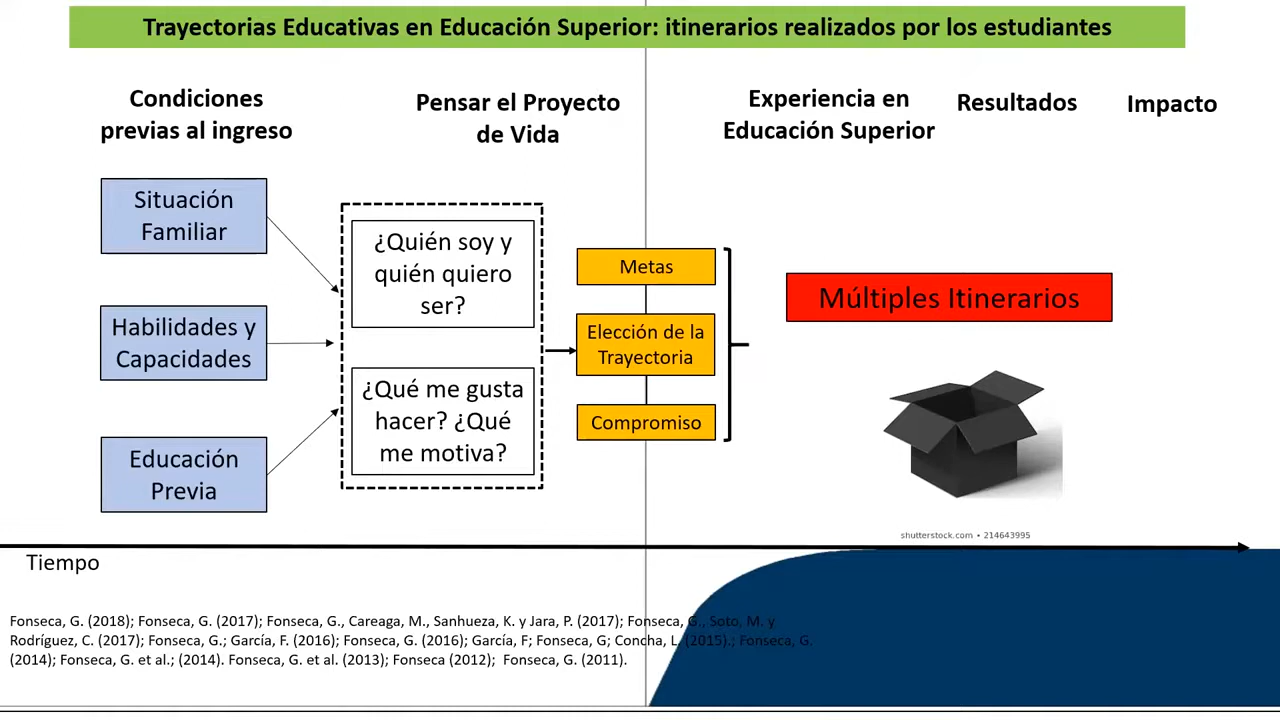 Trayectorias Educativas en Educación Superior: itinerarios realizados por los estudiantes
Condiciones
previas al ingreso
Pensar el Proyecto
de Vida
Experiencia en
Educación Superior
Resultados
Impacto
Situación
Familiar
Habilidades y
Capacidades
Educación
Previa
¿Quién soy y
quién quiero
ser?
¿Qué me gusta
hacer? ¿Qué
me motiva?
Metas
Elección de la
Trayectoria
Compromiso
Múltiples Itinerarios
shutterstock.com • 214643995
Tiempo
Fonseca, G. (2018); Fonseca, G. (2017); Fonseca, G., Careaga, M., Sanhueza, K. y Jara, P. (2017); Fonseca, G., Soto, M. y
Rodríguez, C. (2017); Fonseca, G.; García, F. (2016); Fonseca, G. (2016); García, F; Fonseca, G; Concha, L. (2015).; Fonseca, G.
(2014); Fonseca, G. et al.; (2014). Fonseca, G. et al. (2013); Fonseca (2012); Fonseca, G. (2011).